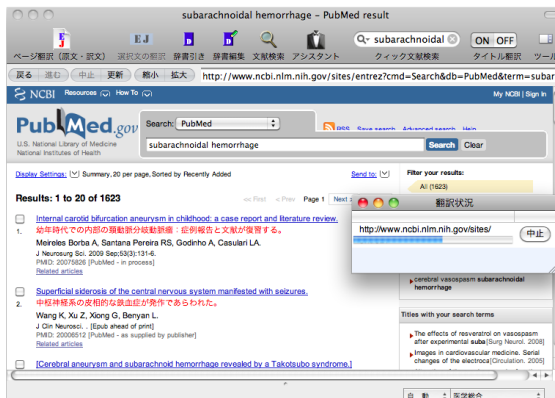 subarachnoidal hemorrhage - PubMed result
subarachnoidal
ON OFF
ページ翻訳（原文・訳文） 選択文の翻訳 辞書引き 辞書編集 文献検索 アシスタント クイック文献検索 タイトル翻訳 ツール
戻る 進む 中止 更新 縮小 拡大 http://www.ncbi.nlm.nih.gov/sites/entrez?cmd=Search&db=PubMed&term=subar
NCBI Resources How To My NCBI | Sign In
PubMed.gov
U.S. National Library of Medicine
National Institutes of Health
Search: PubMed
RSS Save search Advanced search Help
subarachnoidal hemorrhage
Search Clear
Display Settings: Summary, 20 per page, Sorted by Recently Added Send to:
Filter your results:
All (1623)
Results: 1 to 20 of 1623
<< First < Prev Page 1 Next
翻訳状況
http://www.ncbi.nlm.nih.gov/sites/
中止
Internal carotid bifurcation aneurysm in childhood: a case report and literature review.
1. 幼年時代での内部の頸動脈分岐動脈瘤：症例報告と文献が復習する。
Meireles Borba A, Santana Pereira RS, Godinho A, Casulari LA.
J Neurosurg Sci. 2009 Sep;53(3):131-6.
PMID: 20075826 [PubMed - in process]
Related articles
cerebral vasospasm subarachnoidal
hemorrhage
Superficial siderosis of the central nervous system manifested with seizures.
2. 中枢神経系の皮相的な鉄血症が発作であらわれた。
Wang K, Xu Z, Xiong G, Benyan L.
J Clin Neurosci. . [Epub ahead of print]
PMID: 20006512 [PubMed - as supplied by publisher]
Related articles
Titles with your search terms
The effects of resveratrol on vasospasm
after experimental suba [Surg Neurol. 2008]
Images in cardiovascular medicine. Serial
changes of the electroca [Circulation. 2005]
[Cerebral aneurysm and subarachnoid hemorrhage revealed by a Takotsubo syndrome.]
自 動 医学総合